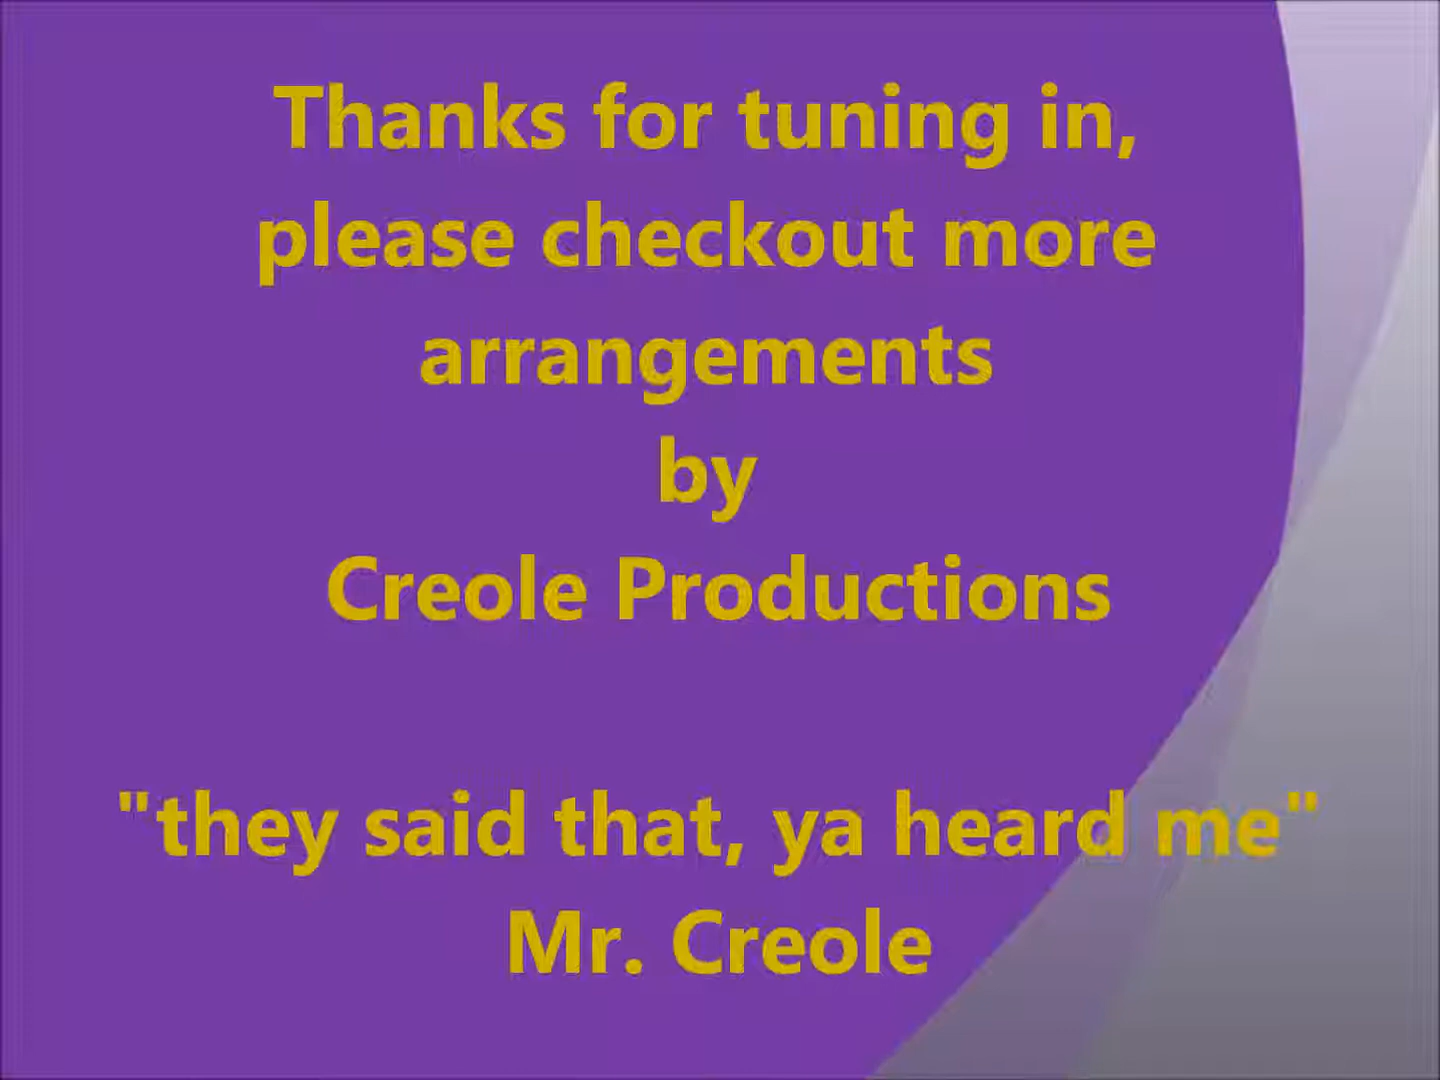 Thanks for tuning in,
please checkout more
arrangements
by
Creole Productions
"they said that, ya heard me"
Mr. Creole